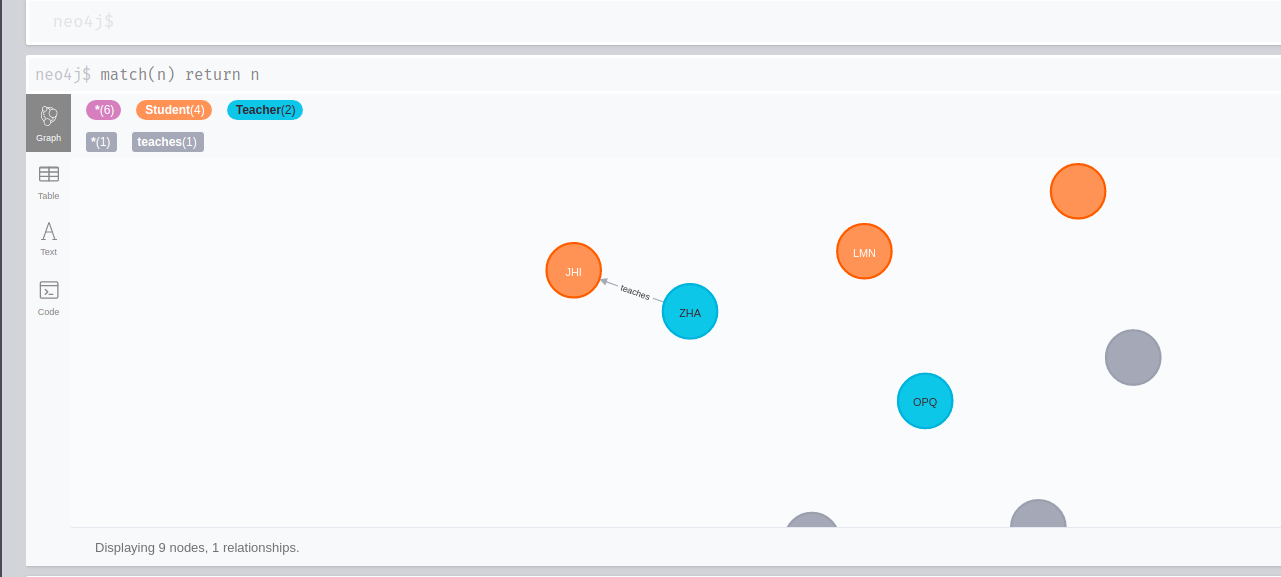 neo4j$
neo4j$ match(n) return n
*(6) Student(4) Teacher(2)
*(1) teaches(1)
Graph
Table
Text
Code
JHI
teaches
ZHA
LMN
OPQ
Displaying 9 nodes, 1 relationships.